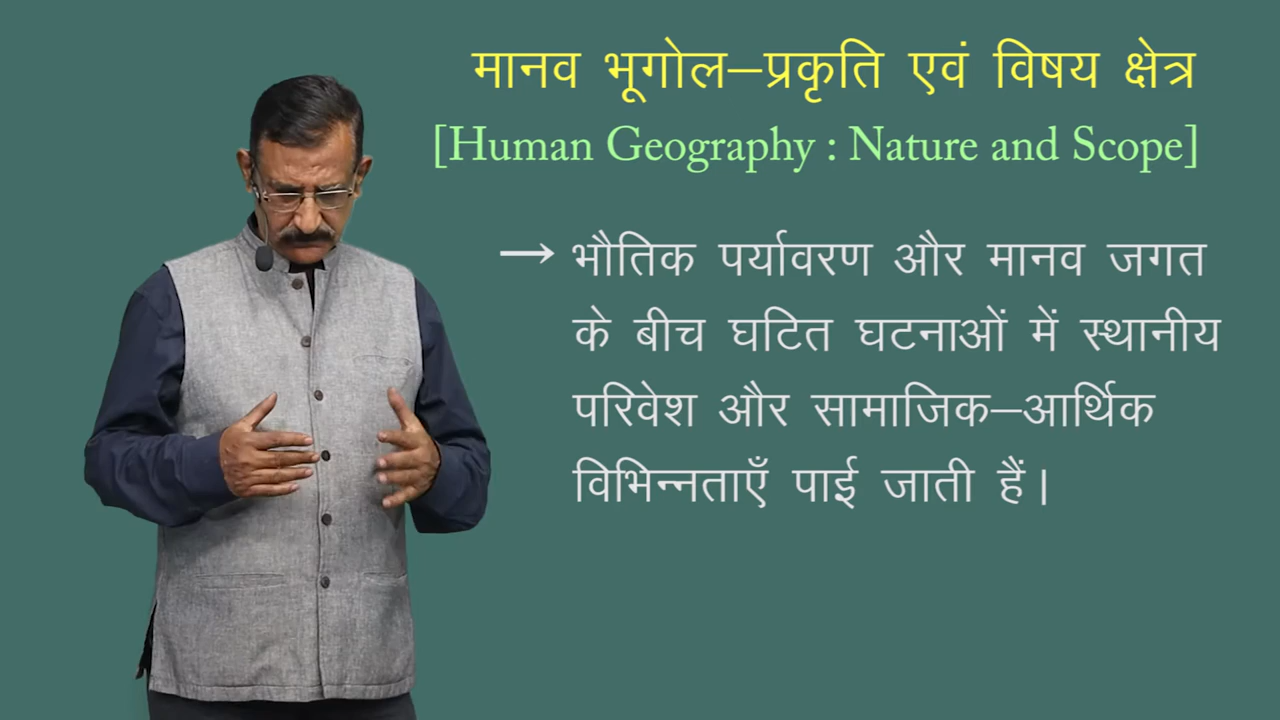 मानव भूगोल–प्रकृति एवं विषय क्षेत्र
[Human Geography : Nature and Scope]
→ भौतिक पर्यावरण और मानव जगत
के बीच घटित घटनाओं में स्थानीय
परिवेश और सामाजिक–आर्थिक
विभिन्नताएँ पाई जाती हैं।